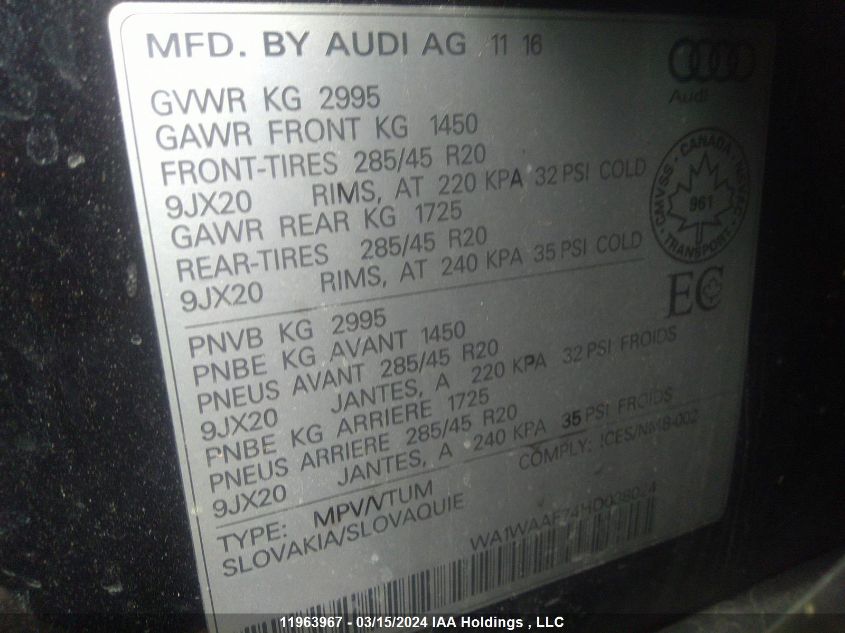 MFD. BY AUDI AG 11 16
Audi
GVWR KG 2995
GAWR FRONT KG 1450
FRONT-TIRES 285/45 R20
9JX20 RIMS, AT 220 KPA 32 PSI COLD
GAWR REAR KG 1725
REAR-TIRES 285/45 R20
9JX20 RIMS, AT 240 KPA 35 PSI COLD
CMVSS - CANADA - NSVAC
961
TRANSPORT
EC
PNVB KG 2995
PNBE KG AVANT 1450
PNEUS AVANT 285/45 R20
9JX20 JANTES, A 220 KPA 32 PSI FROIDS
PNBE KG ARRIERE 1725
PNEUS ARRIERE 285/45 R20
9JX20 JANTES, A 240 KPA 35 PSI FROIDS
TYPE: MPV/VTUM COMPLY: ICES/NMB-002
SLOVAKIA/SLOVAQUIE
11963967 - 03/15/2024 IAA Holdings , LLC